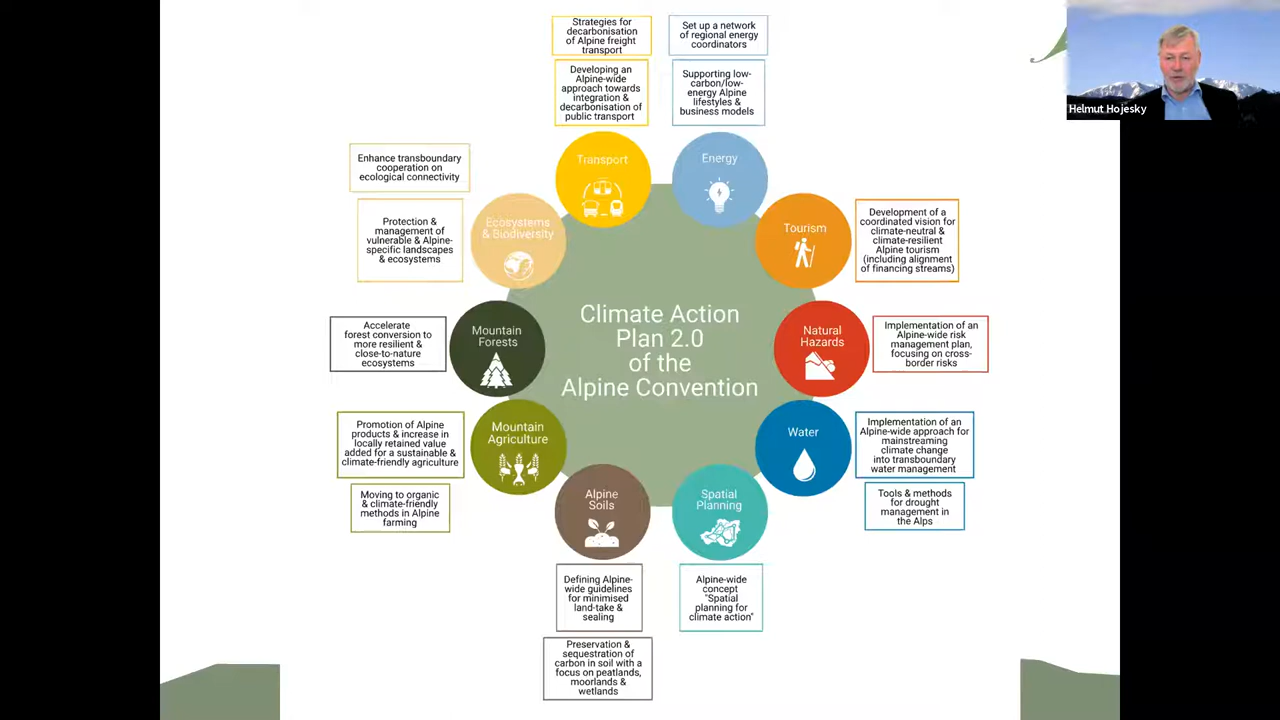 Strategies for
decarbonisation
of Alpine freight
transport
Set up a network
of regional energy
coordinators
Developing an
Alpine-wide
approach towards
integration &
decarbonisation of
public transport
Supporting low-
carbon/low-
energy Alpine
lifestyles &
business models
Helmut Hojesky
Transport
Energy
Enhance transboundary
cooperation on
ecological connectivity
Protection &
management of
vulnerable & Alpine-
specific landscapes
& ecosystems
Ecosystems
& Biodiversity
Tourism
Development of a
coordinated vision for
climate-neutral &
climate-resilient
Alpine tourism
(including alignment
of financing streams)
Accelerate
forest conversion to
more resilient &
close-to-nature
ecosystems
Mountain
Forests
Climate Action
Plan 2.0
of the
Alpine Convention
Natural
Hazards
Implementation of an
Alpine-wide risk
management plan,
focusing on cross-
border risks
Promotion of Alpine
products & increase in
locally retained value
added for a sustainable &
climate-friendly agriculture
Mountain
Agriculture
Water
Implementation of an
Alpine-wide approach for
mainstreaming
climate change
into transboundary
water management
Moving to organic
& climate-friendly
methods in Alpine
farming
Tools & methods
for drought
management in
the Alps
Alpine
Soils
Spatial
Planning
Defining Alpine-
wide guidelines
for minimised
land-take &
sealing
Alpine-wide
concept
"Spatial
planning for
climate action"
Preservation &
sequestration of
carbon in soil with a
focus on peatlands,
moorlands &
wetlands